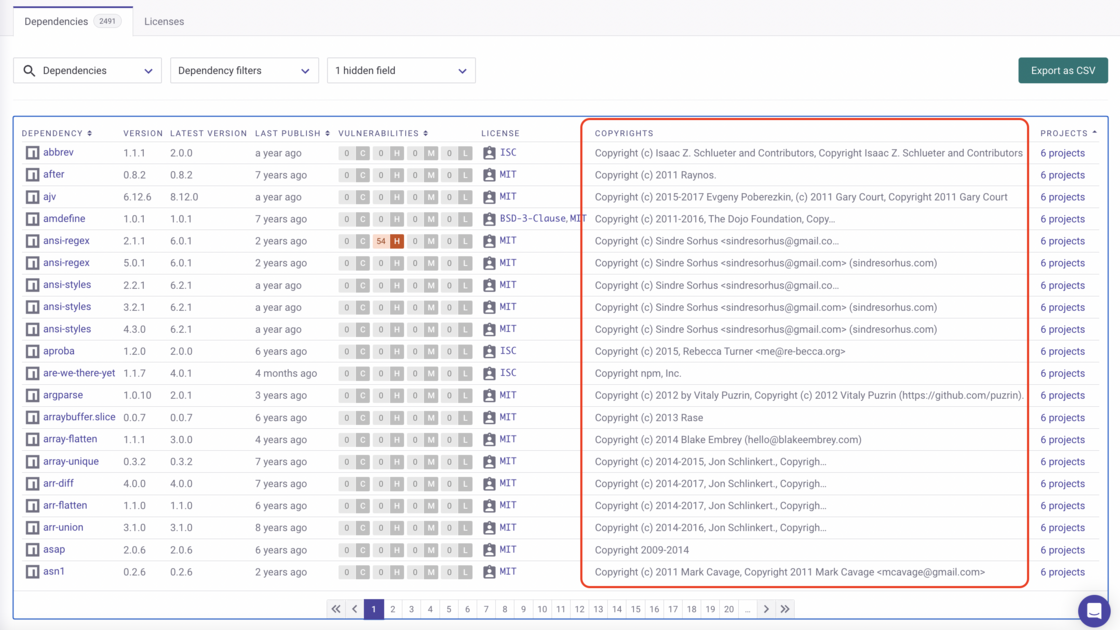 Dependencies 2491 Licenses
Dependencies Dependency filters 1 hidden field Export as CSV
DEPENDENCY VERSION LATEST VERSION LAST PUBLISH VULNERABILITIES LICENSE COPYRIGHTS PROJECTS
abbrev 1.1.1 2.0.0 a year ago 0 C 0 H 0 M 0 L ISC Copyright (c) Isaac Z. Schlueter and Contributors, Copyright Isaac Z. Schlueter and Contributors 6 projects
after 0.8.2 0.8.2 7 years ago 0 C 0 H 0 M 0 L MIT Copyright (c) 2011 Raynos. 6 projects
ajv 6.12.6 8.12.0 a year ago 0 C 0 H 0 M 0 L MIT Copyright (c) 2015-2017 Evgeny Poberezkin, (c) 2011 Gary Court, Copyright 2011 Gary Court 6 projects
amdefine 1.0.1 1.0.1 7 years ago 0 C 0 H 0 M 0 L BSD-3-Clause, MIT Copyright (c) 2011-2016, The Dojo Foundation, Copy... 6 projects
ansi-regex 2.1.1 6.0.1 2 years ago 0 C 54 H 0 M 0 L MIT Copyright (c) Sindre Sorhus <sindresorhus@gmail.co... 6 projects
ansi-regex 5.0.1 6.0.1 2 years ago 0 C 0 H 0 M 0 L MIT Copyright (c) Sindre Sorhus <sindresorhus@gmail.com> (sindresorhus.com) 6 projects
ansi-styles 2.2.1 6.2.1 a year ago 0 C 0 H 0 M 0 L MIT Copyright (c) Sindre Sorhus <sindresorhus@gmail.co... 6 projects
ansi-styles 3.2.1 6.2.1 a year ago 0 C 0 H 0 M 0 L MIT Copyright (c) Sindre Sorhus <sindresorhus@gmail.com> (sindresorhus.com) 6 projects
ansi-styles 4.3.0 6.2.1 a year ago 0 C 0 H 0 M 0 L MIT Copyright (c) Sindre Sorhus <sindresorhus@gmail.com> (sindresorhus.com) 6 projects
aproba 1.2.0 2.0.0 6 years ago 0 C 0 H 0 M 0 L ISC Copyright (c) 2015, Rebecca Turner <me@re-becca.org> 6 projects
are-we-there-yet 1.1.7 4.0.1 4 months ago 0 C 0 H 0 M 0 L ISC Copyright npm, Inc. 6 projects
argparse 1.0.10 2.0.1 3 years ago 0 C 0 H 0 M 0 L MIT Copyright (c) 2012 by Vitaly Puzrin, Copyright (c) 2012 Vitaly Puzrin (https://github.com/puzrin). 6 projects
arraybuffer.slice 0.0.7 0.0.7 6 years ago 0 C 0 H 0 M 0 L MIT Copyright (c) 2013 Rase 6 projects
array-flatten 1.1.1 3.0.0 4 years ago 0 C 0 H 0 M 0 L MIT Copyright (c) 2014 Blake Embrey (hello@blakeembrey.com) 6 projects
array-unique 0.3.2 0.3.2 7 years ago 0 C 0 H 0 M 0 L MIT Copyright (c) 2014-2015, Jon Schlinkert., Copyrigh... 6 projects
arr-diff 4.0.0 4.0.0 7 years ago 0 C 0 H 0 M 0 L MIT Copyright (c) 2014-2017, Jon Schlinkert., Copyrigh... 6 projects
arr-flatten 1.1.0 1.1.0 6 years ago 0 C 0 H 0 M 0 L MIT Copyright (c) 2014-2017, Jon Schlinkert., Copyrigh... 6 projects
arr-union 3.1.0 3.1.0 8 years ago 0 C 0 H 0 M 0 L MIT Copyright (c) 2014-2016, Jon Schlinkert., Copyrigh... 6 projects
asap 2.0.6 2.0.6 6 years ago 0 C 0 H 0 M 0 L MIT Copyright 2009-2014 6 projects
asn1 0.2.6 0.2.6 2 years ago 0 C 0 H 0 M 0 L MIT Copyright (c) 2011 Mark Cavage, Copyright 2011 Mark Cavage <mcavage@gmail.com> 6 projects
1 2 3 4 5 6 7 8 9 10 11 12 13 14 15 16 17 18 19 20 ...